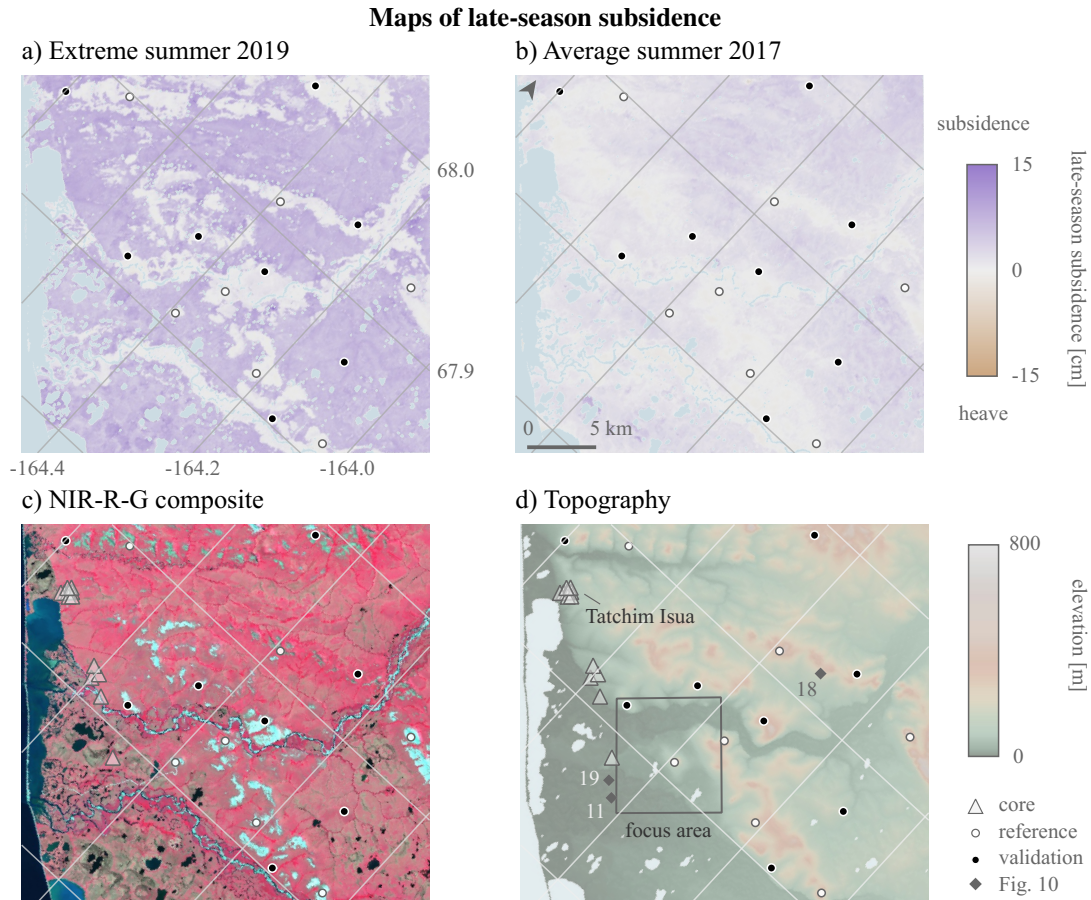 Maps of late-season subsidence
a) Extreme summer 2019
b) Average summer 2017
68.0
67.9
-164.4
-164.2
-164.0
0
5 km
subsidence
15
0
-15
heave
late-season subsidence [cm]
c) NIR-R-G composite
d) Topography
Tatchim Isua
18
19
11
focus area
800
0
elevation [m]
core
reference
validation
Fig. 10